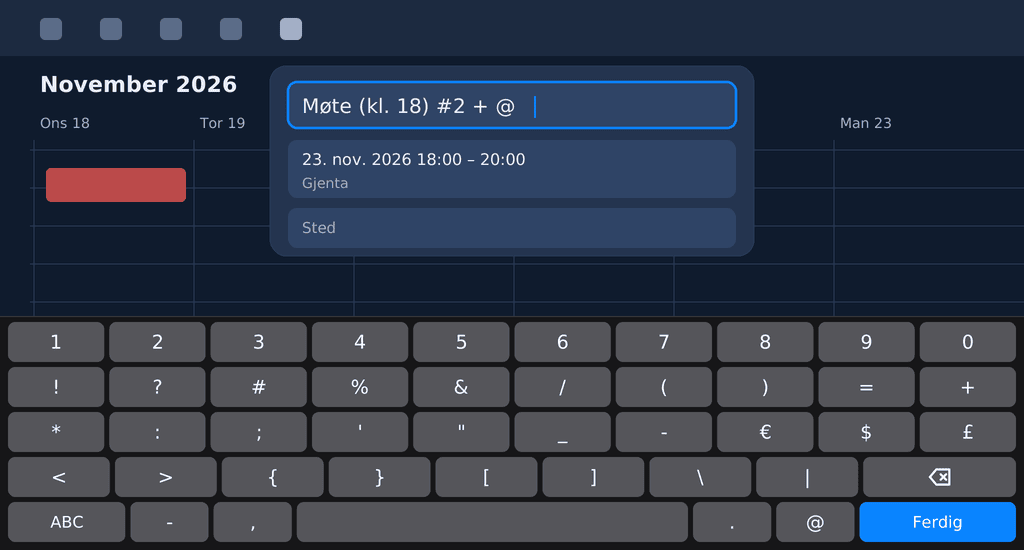 November 2026
Ons 18
Tor 19
Man 23
Møte (kl. 18) #2 + @
23. nov. 2026 18:00 – 20:00
Gjenta
Sted
1 2 3 4 5 6 7 8 9 0
! ? # % & / ( ) = +
* : ; ' " _ - € $ £
< > { } [ ] \ |
ABC - , . @ Ferdig